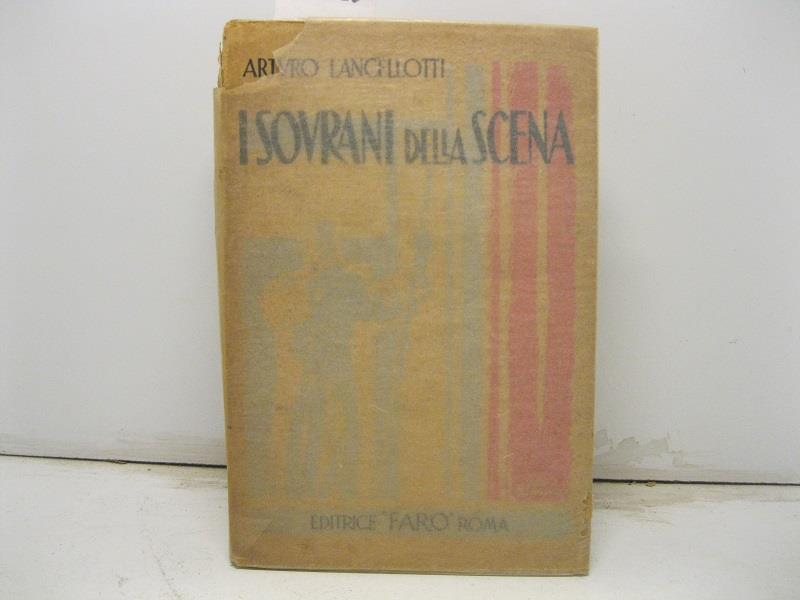 ARTURO LANCELLOTTI
I SOVRANI DELLA SCENA
EDITRICE "FARO" ROMA